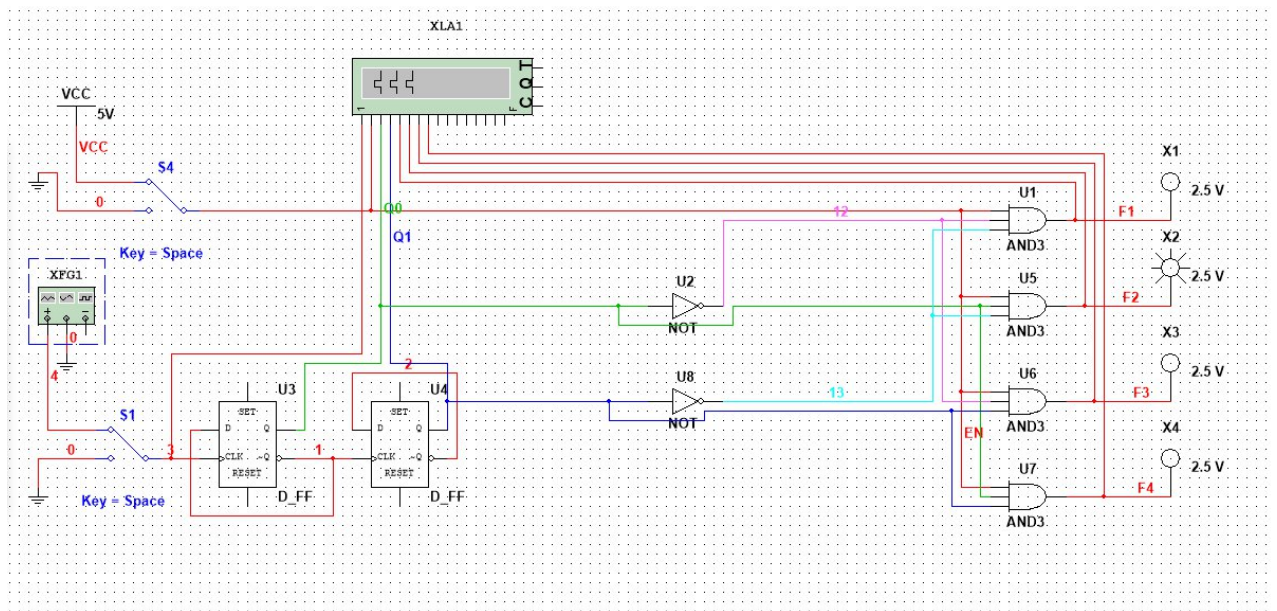 XLA1
T
Q
C
1
F
VCC
5V
VCC
S4
0
Key = Space
XFG1
+
−
0
4
S1
0
3
Key = Space
U3
SET
D
Q
CLK
~Q
RESET
D_FF
1
2
U4
SET
D
Q
CLK
~Q
RESET
D_FF
Q0
Q1
U2
NOT
U8
NOT
12
13
EN
U1
AND3
U5
AND3
U6
AND3
U7
AND3
F1
F2
F3
F4
X1
2.5 V
X2
2.5 V
X3
2.5 V
X4
2.5 V